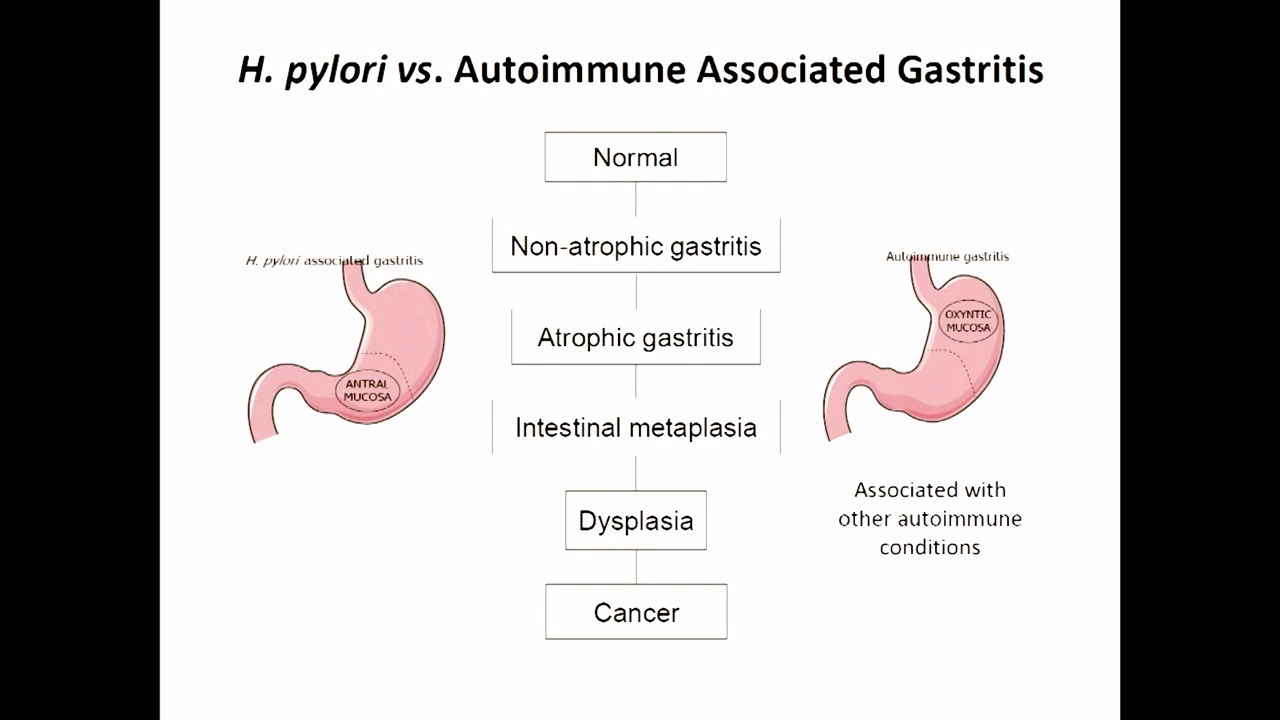 H. pylori vs. Autoimmune Associated Gastritis
Normal
Non-atrophic gastritis
H. pylori associated gastritis
Autoimmune gastritis
OXYNTIC
MUCOSA
Atrophic gastritis
ANTRAL
MUCOSA
Intestinal metaplasia
Dysplasia
Associated with
other autoimmune
conditions
Cancer